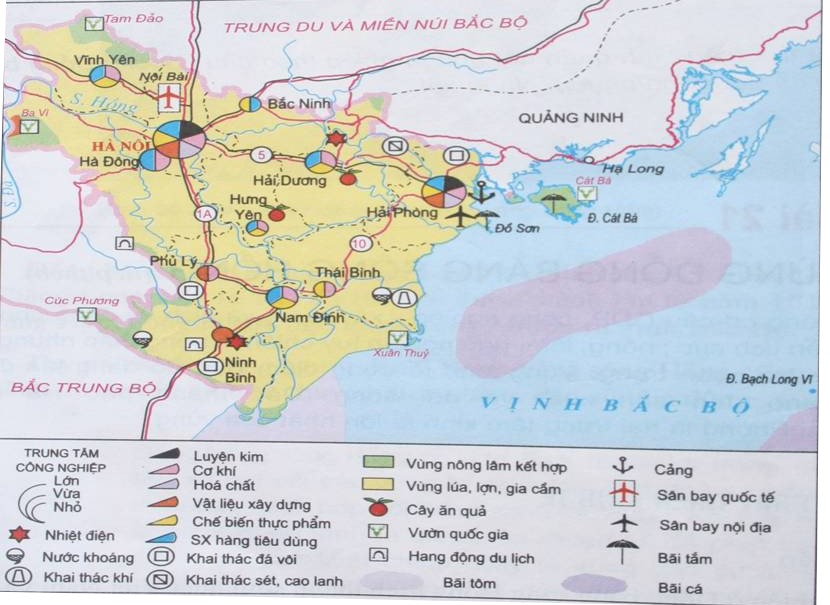 Tam Đảo
TRUNG DU VÀ MIỀN NÚI BẮC BỘ
Vĩnh Yên
Nội Bài
S. Hồng
Bắc Ninh
QUẢNG NINH
Ba Vì
HÀ NỘI
Hà Đông
5
Hải Dương
Hạ Long
Cát Bà
Hưng
Yên
1A
Hải Phòng
Đ. Cát Bà
Đồ Sơn
S. Đà
10
Phủ Lý
Thái Bình
Cúc Phương
Nam Định
Xuân Thuỷ
Ninh
Bình
BẮC TRUNG BỘ
Đ. Bạch Long Vĩ
VỊNH BẮC BỘ
TRUNG TÂM
CÔNG NGHIỆP
Lớn
Vừa
Nhỏ
Nhiệt điện
Nước khoáng
Khai thác khí
Luyện kim
Cơ khí
Hoá chất
Vật liệu xây dựng
Chế biến thực phẩm
SX hàng tiêu dùng
Khai thác đá vôi
Khai thác sét, cao lanh
Vùng nông lâm kết hợp
Vùng lúa, lợn, gia cầm
Cây ăn quả
Vườn quốc gia
Hang động du lịch
Bãi tôm
Cảng
Sân bay quốc tế
Sân bay nội địa
Bãi tắm
Bãi cá